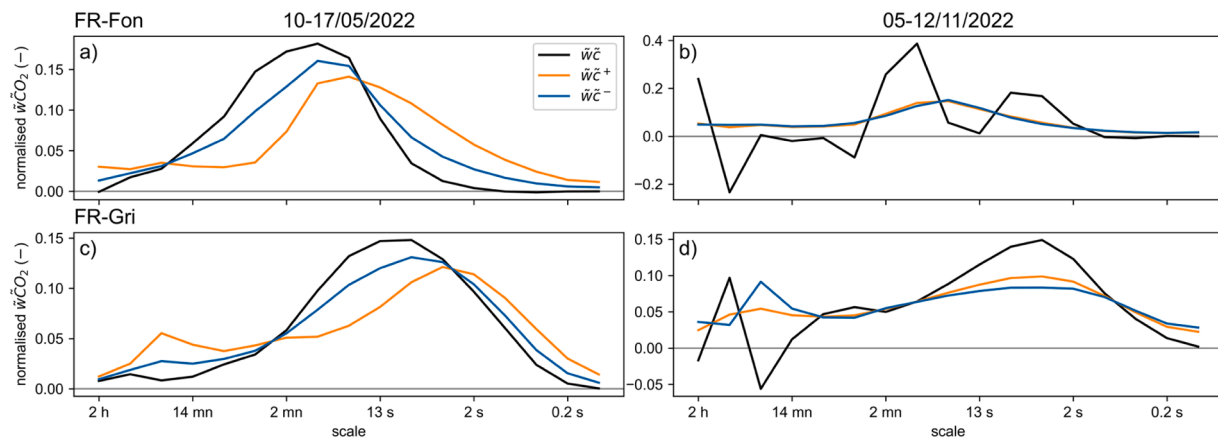 FR-Fon 10-17/05/2022 05-12/11/2022
a) b)
w̃c̃
w̃c̃⁺
w̃c̃⁻
normalised w̃c̃CO₂ (−)
0.15
0.10
0.05
0.00
0.4
0.2
0.0
−0.2
FR-Gri
c) d)
normalised w̃c̃CO₂ (−)
0.15
0.10
0.05
0.00
0.15
0.10
0.05
0.00
−0.05
2 h 14 mn 2 mn 13 s 2 s 0.2 s
2 h 14 mn 2 mn 13 s 2 s 0.2 s
scale scale